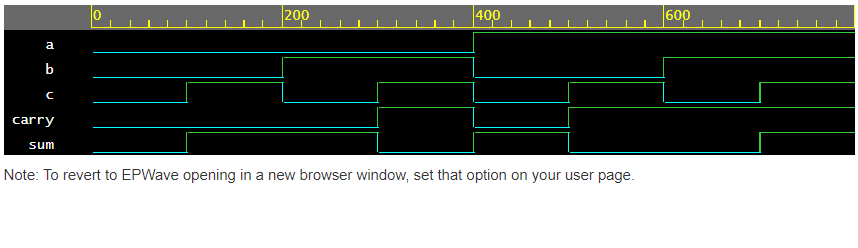 0 200 400 600
a
b
c
carry
sum
Note: To revert to EPWave opening in a new browser window, set that option on your user page.